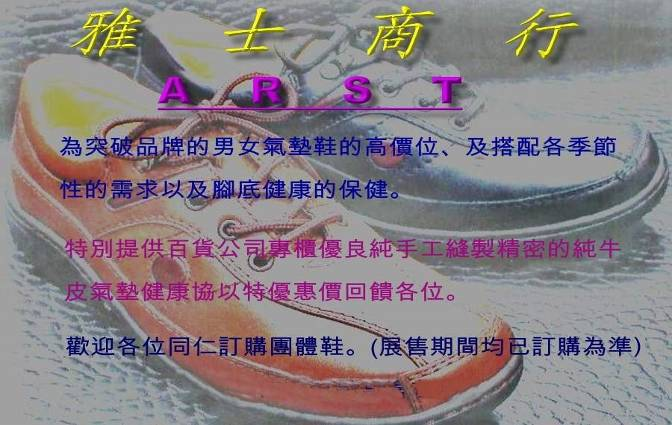 雅士商行
ARST
為突破品牌的男女氣墊鞋的高價位、及搭配各季節
性的需求以及腳底健康的保健。
特別提供百貨公司專櫃優良純手工縫製精密的純牛
皮氣墊健康協以特優惠價回饋各位。
歡迎各位同仁訂購團體鞋。(展售期間均已訂購為準)